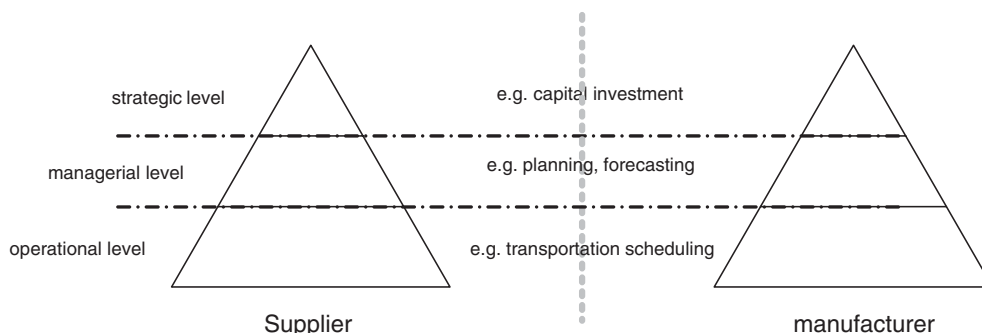 strategic level
e.g. capital investment
managerial level
e.g. planning, forecasting
operational level
e.g. transportation scheduling
Supplier
manufacturer